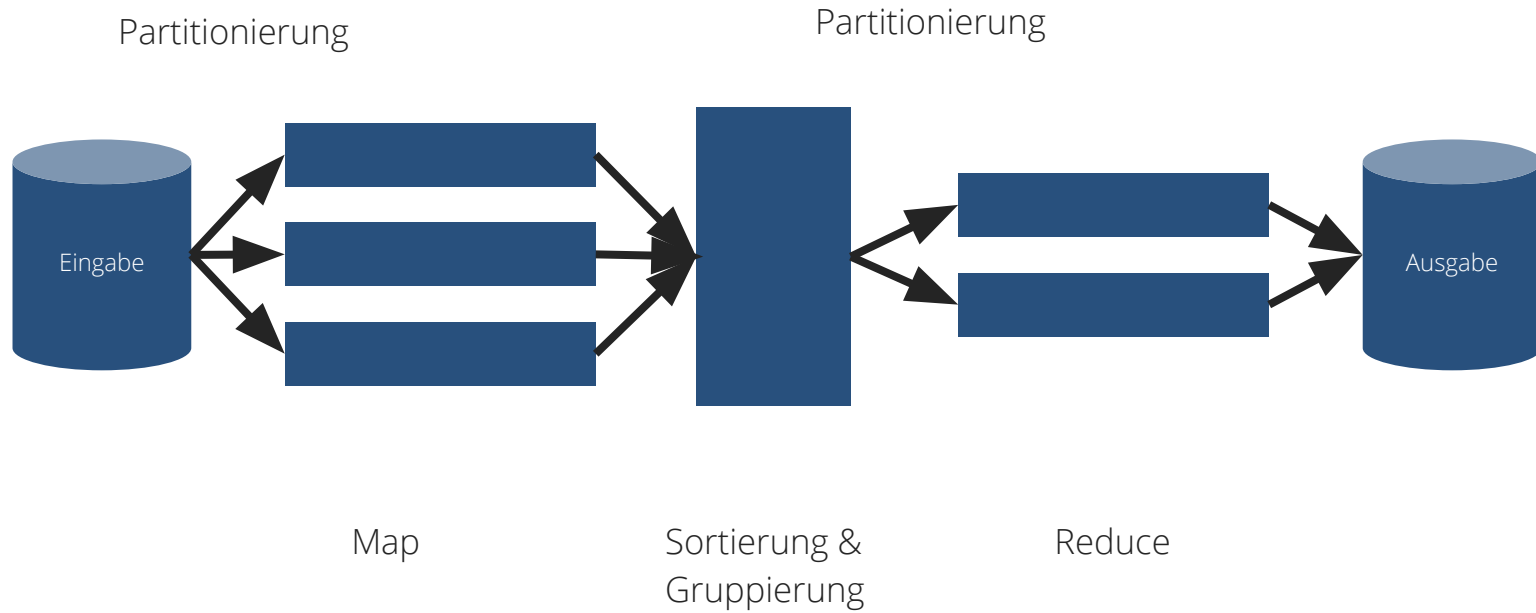 Partitionierung
Partitionierung
Eingabe
Ausgabe
Map
Sortierung &
Gruppierung
Reduce